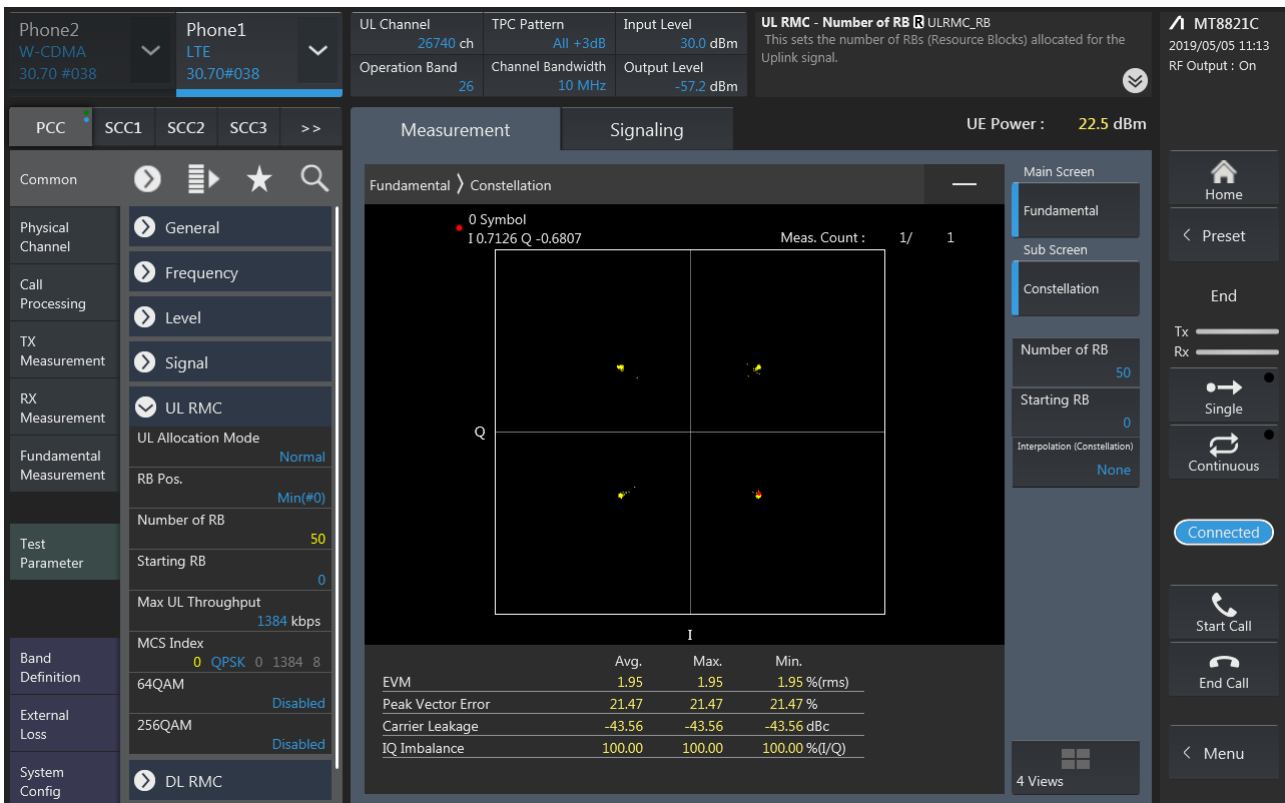 Phone2
W-CDMA
30.70 #038
Phone1
LTE
30.70#038
UL Channel
26740 ch
TPC Pattern
All +3dB
Input Level
30.0 dBm
Operation Band
26
Channel Bandwidth
10 MHz
Output Level
-57.2 dBm
UL RMC - Number of RB R ULRMC_RB
This sets the number of RBs (Resource Blocks) allocated for the
Uplink signal.
MT8821C
2019/05/05 11:13
RF Output : On
PCC
SCC1
SCC2
SCC3
>>
Measurement
Signaling
UE Power : 22.5 dBm
Common
Physical
Channel
Call
Processing
TX
Measurement
RX
Measurement
Fundamental
Measurement
Test
Parameter
Band
Definition
External
Loss
System
Config
General
Frequency
Level
Signal
UL RMC
UL Allocation Mode
Normal
RB Pos.
Min(#0)
Number of RB
50
Starting RB
0
Max UL Throughput
1384 kbps
MCS Index
0 QPSK 0 1384 8
64QAM
Disabled
256QAM
Disabled
DL RMC
Fundamental 〉 Constellation
0 Symbol
I 0.7126 Q -0.6807
Meas. Count : 1/ 1
Q
I
Avg. Max. Min.
EVM 1.95 1.95 1.95 %(rms)
Peak Vector Error 21.47 21.47 21.47 %
Carrier Leakage -43.56 -43.56 -43.56 dBc
IQ Imbalance 100.00 100.00 100.00 %(I/Q)
Main Screen
Fundamental
Sub Screen
Constellation
Number of RB
50
Starting RB
0
Interpolation (Constellation)
None
4 Views
Home
< Preset
End
Tx
Rx
Single
Continuous
Connected
Start Call
End Call
< Menu